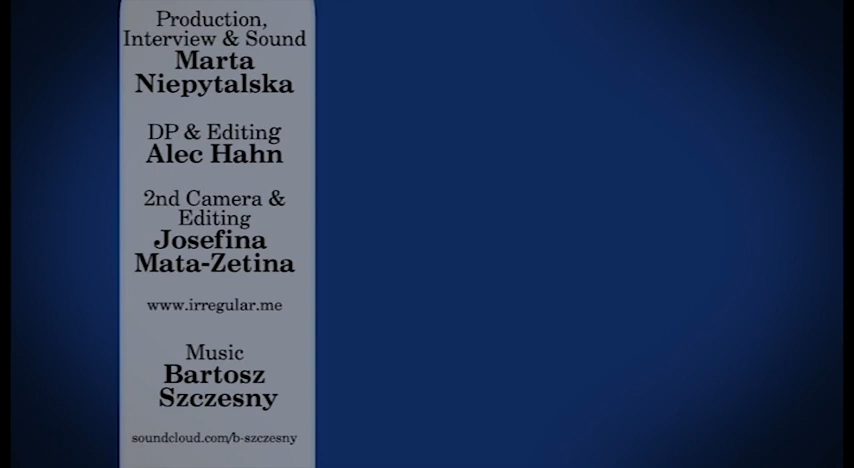 Production,
Interview & Sound
Marta
Niepytalska
DP & Editing
Alec Hahn
2nd Camera &
Editing
Josefina
Mata-Zetina
www.irregular.me
Music
Bartosz
Szczesny
soundcloud.com/b-szczesny